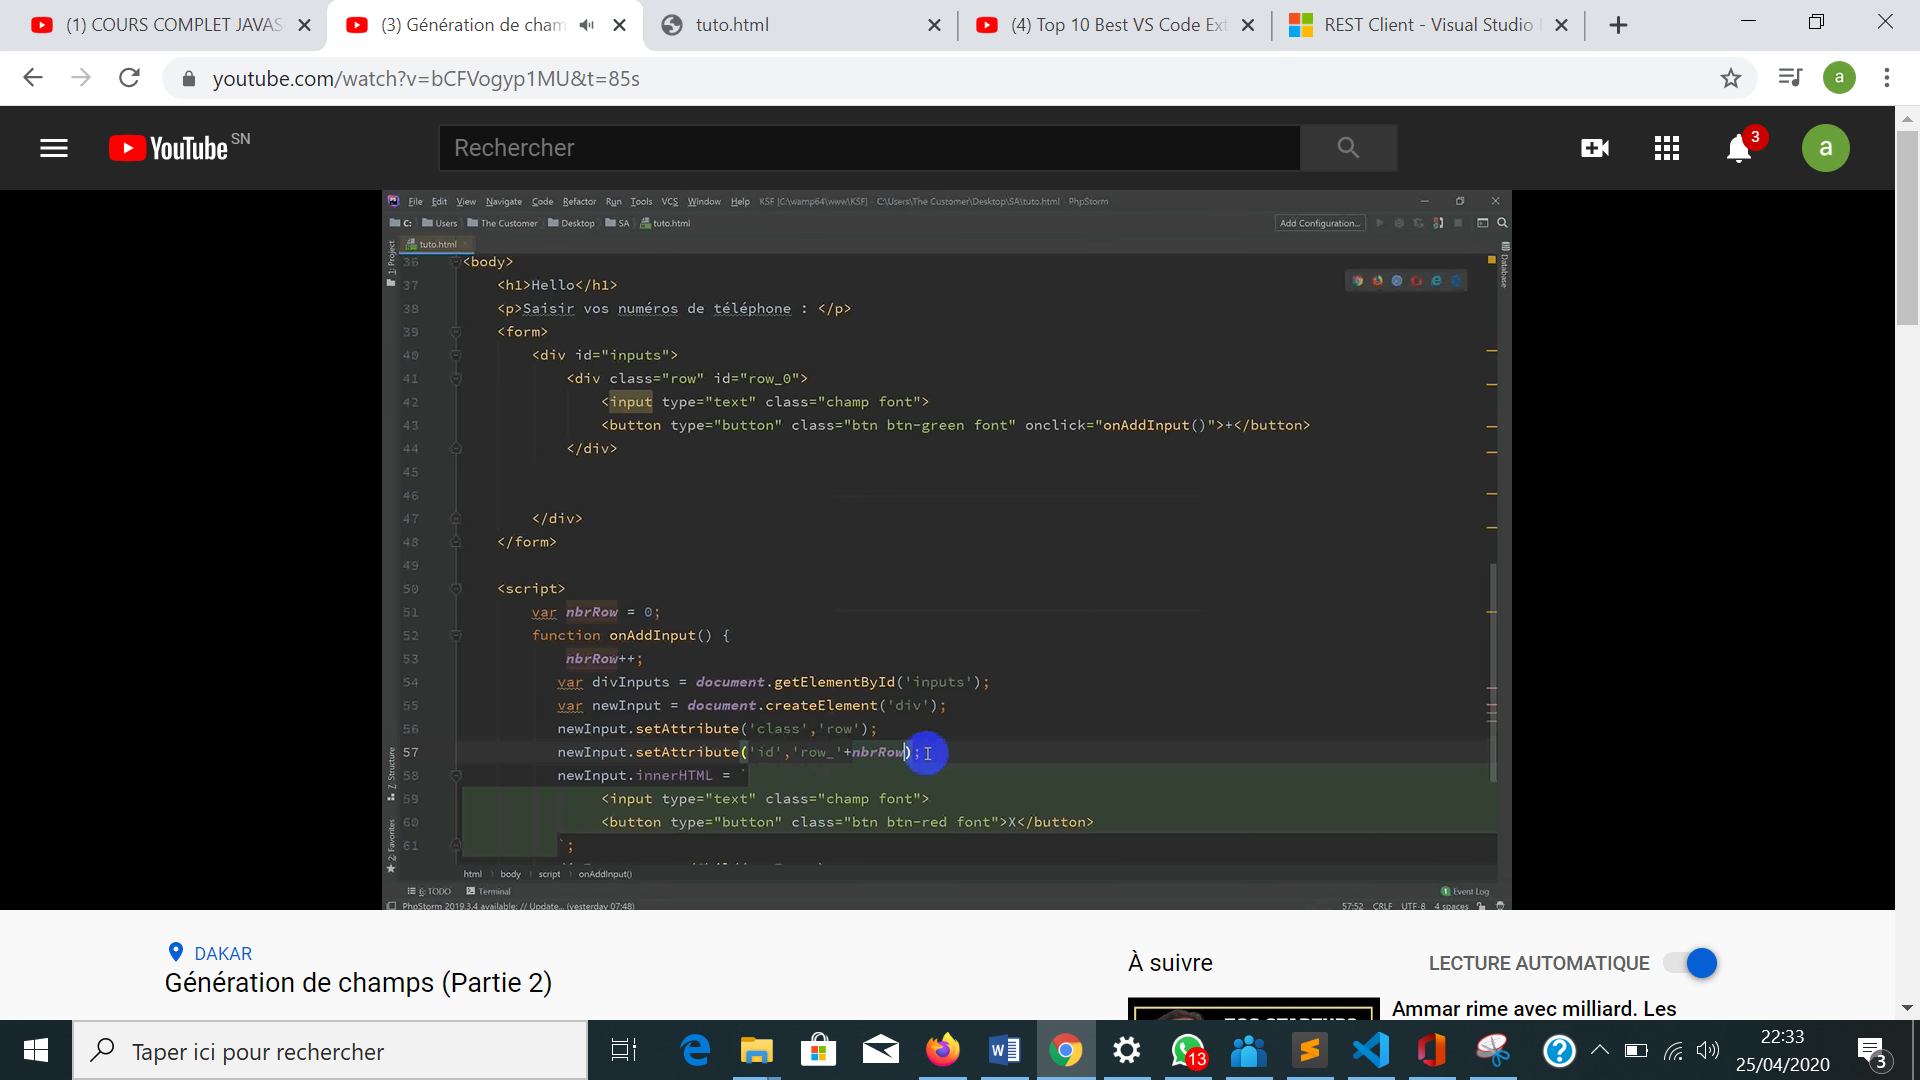 (1) COURS COMPLET JAVAS
(3) Génération de cham
tuto.html
(4) Top 10 Best VS Code Ext
REST Client - Visual Studio
youtube.com/watch?v=bCFVogyp1MU&t=85s
a
YouTube SN
Rechercher
3
a
File Edit View Navigate Code Refactor Run Tools VCS Window Help KSF [C:\wamp64\www\KSF] - C:\Users\The Customer\Desktop\SA\tuto.html - PhpStorm
C: Users The Customer Desktop SA tuto.html Add Configuration...
tuto.html
1: Project
Database
36 <body>
37 <h1>Hello</h1>
38 <p>Saisir vos numéros de téléphone : </p>
39 <form>
40 <div id="inputs">
41 <div class="row" id="row_0">
42 <input type="text" class="champ font">
43 <button type="button" class="btn btn-green font" onclick="onAddInput()">+</button>
44 </div>
45
46
47 </div>
48 </form>
49
50 <script>
51 var nbrRow = 0;
52 function onAddInput() {
53 nbrRow++;
54 var divInputs = document.getElementById('inputs');
55 var newInput = document.createElement('div');
56 newInput.setAttribute('class','row');
57 newInput.setAttribute('id','row_'+nbrRow);
58 newInput.innerHTML = `
59 <input type="text" class="champ font">
60 <button type="button" class="btn btn-red font">X</button>
61 `;
7: Structure
2: Favorites
html body script onAddInput()
6: TODO Terminal 1 Event Log
PhpStorm 2019.3.4 available: // Update... (yesterday 07:48) 57:52 CRLF UTF-8 4 spaces
DAKAR
Génération de champs (Partie 2)
À suivre
LECTURE AUTOMATIQUE
Ammar rime avec milliard. Les
Taper ici pour rechercher
13
22:33
25/04/2020
3